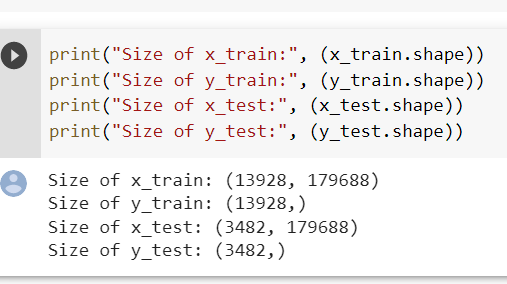 print("Size of x_train:", (x_train.shape))
print("Size of y_train:", (y_train.shape))
print("Size of x_test:", (x_test.shape))
print("Size of y_test:", (y_test.shape))
Size of x_train: (13928, 179688)
Size of y_train: (13928,)
Size of x_test: (3482, 179688)
Size of y_test: (3482,)